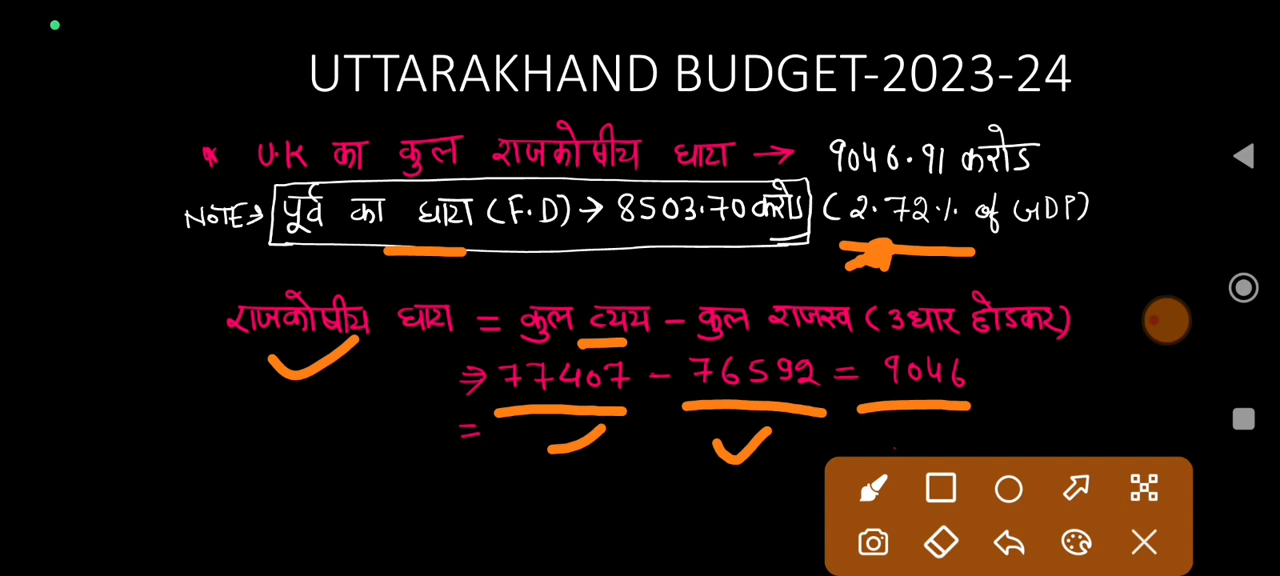 UTTARAKHAND BUDGET-2023-24
* U.K का कुल राजकोषीय घाटा → 9046.91 करोड
NOTE→ पूर्व का घाटा (F.D) → 8503.70 करोड (2.72% of GDP)
राजकोषीय घाटा = कुल व्यय - कुल राजस्व (उधार छोडकर)
⇒ 77407 - 76592 = 9046
=